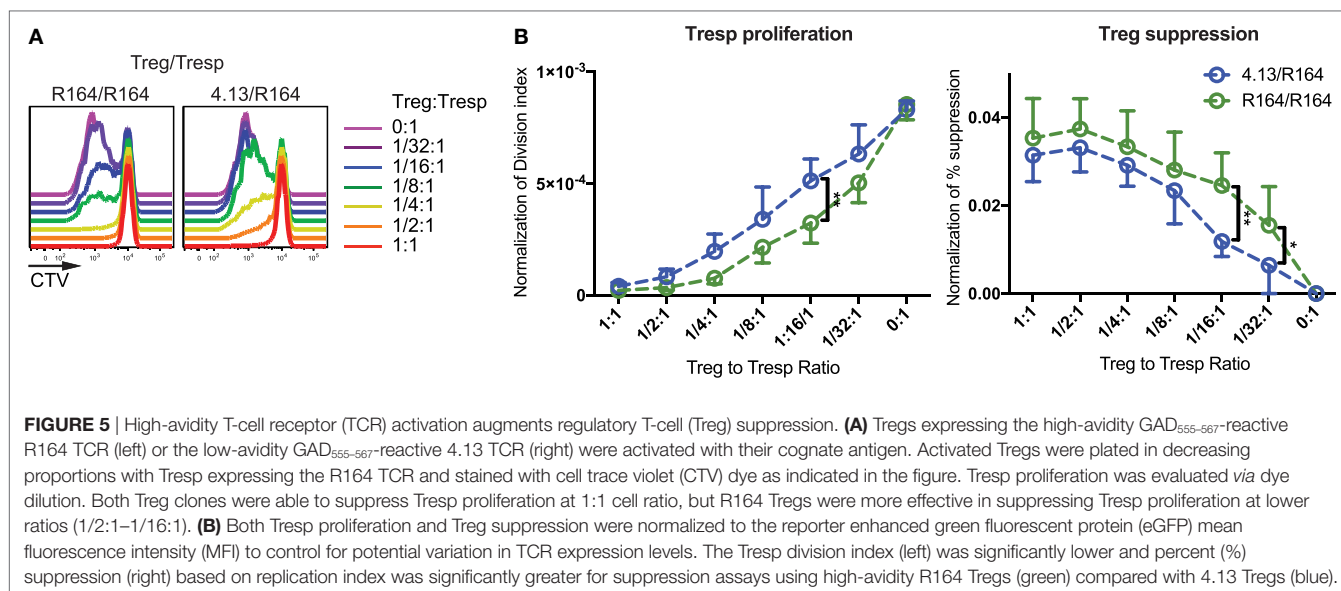 A
Treg/Tresp
R164/R164 4.13/R164
Treg:Tresp
0:1
1/32:1
1/16:1
1/8:1
1/4:1
1/2:1
1:1
0 10² 10³ 10⁴ 10⁵ 0 10² 10³ 10⁴ 10⁵
CTV
B
Tresp proliferation
Normalization of Division index
1×10⁻³
5×10⁻⁴
0
**
1:1 1/2:1 1/4:1 1/8:1 1:16/1 1/32:1 0:1
Treg to Tresp Ratio
Treg suppression
4.13/R164
R164/R164
Normalization of % suppression
0.04
0.02
0.00
**
*
1:1 1/2:1 1/4:1 1/8:1 1/16:1 1/32:1 0:1
Treg to Tresp Ratio
FIGURE 5 | High-avidity T-cell receptor (TCR) activation augments regulatory T-cell (Treg) suppression. (A) Tregs expressing the high-avidity GAD₅₅₅₋₅₆₇-reactive
R164 TCR (left) or the low-avidity GAD₅₅₅₋₅₆₇-reactive 4.13 TCR (right) were activated with their cognate antigen. Activated Tregs were plated in decreasing
proportions with Tresp expressing the R164 TCR and stained with cell trace violet (CTV) dye as indicated in the figure. Tresp proliferation was evaluated via dye
dilution. Both Treg clones were able to suppress Tresp proliferation at 1:1 cell ratio, but R164 Tregs were more effective in suppressing Tresp proliferation at lower
ratios (1/2:1–1/16:1). (B) Both Tresp proliferation and Treg suppression were normalized to the reporter enhanced green fluorescent protein (eGFP) mean
fluorescence intensity (MFI) to control for potential variation in TCR expression levels. The Tresp division index (left) was significantly lower and percent (%)
suppression (right) based on replication index was significantly greater for suppression assays using high-avidity R164 Tregs (green) compared with 4.13 Tregs (blue).